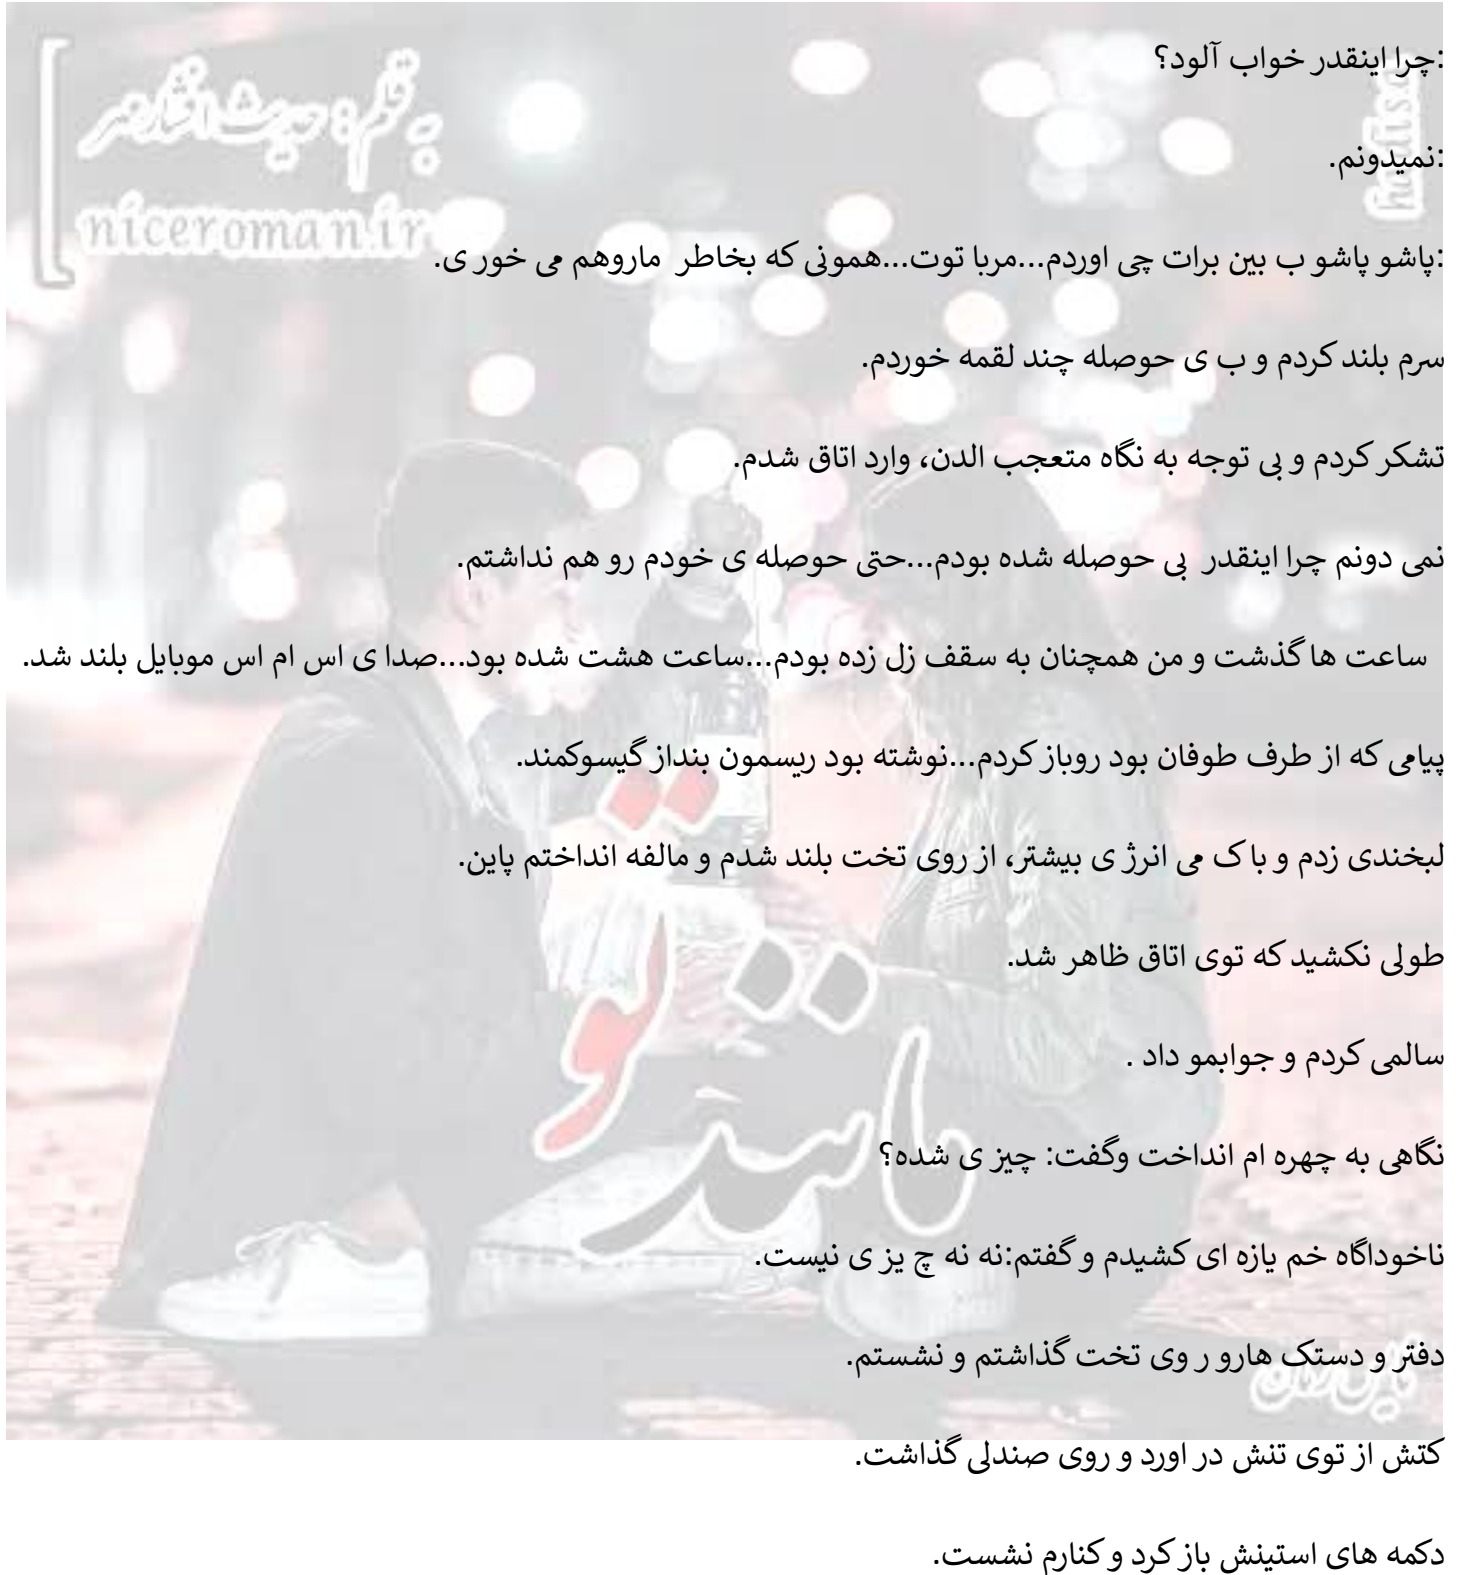 :چرا اینقدر خواب آلود؟
:نمیدونم.
:پاشو پاشو ب بین برات چی اوردم...مربا توت...همونی که بخاطر ماروهم می خور ی.
سرم بلند کردم و ب ی حوصله چند لقمه خوردم.
تشکر کردم و بی توجه به نگاه متعجب الدن، وارد اتاق شدم.
نمی دونم چرا اینقدر بی حوصله شده بودم...حتی حوصله ی خودم رو هم نداشتم.
ساعت ها گذشت و من همچنان به سقف زل زده بودم...ساعت هشت شده بود...صدا ی اس ام اس موبایل بلند شد.
پیامی که از طرف طوفان بود روباز کردم...نوشته بود ریسمون بنداز گیسوکمند.
لبخندی زدم و با ک می انرژ ی بیشتر، از روی تخت بلند شدم و مالفه انداختم پاین.
طولی نکشید که توی اتاق ظاهر شد.
سالمی کردم و جوابمو داد .
نگاهی به چهره ام انداخت وگفت: چیز ی شده؟
ناخوداگاه خم یازه ای کشیدم و گفتم:نه نه چ یز ی نیست.
دفتر و دستک هارو ر وی تخت گذاشتم و نشستم.
کتش از توی تنش در اورد و روی صندلی گذاشت.
دکمه های استینش باز کرد و کنارم نشست.
به قلم: حدیث افشارمهر
niceroman.ir
مانند تو